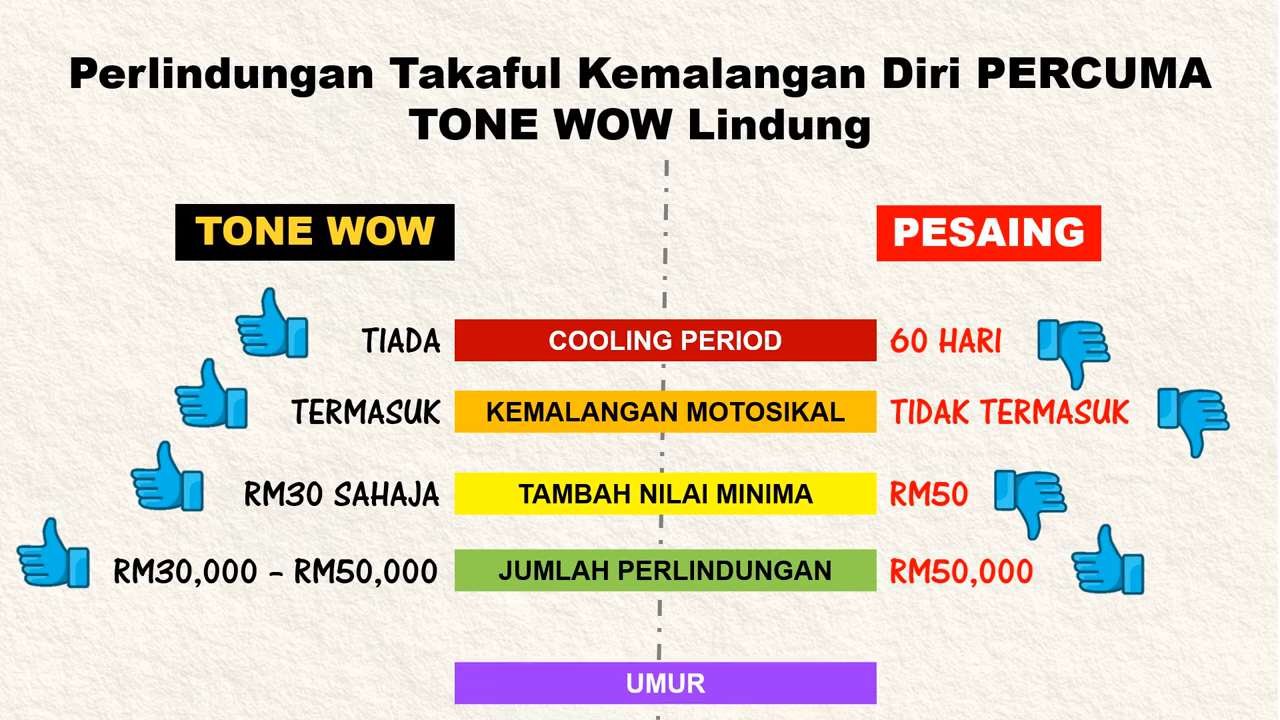 Perlindungan Takaful Kemalangan Diri PERCUMA
TONE WOW Lindung
TONE WOW
PESAING
TIADA
COOLING PERIOD
60 HARI
TERMASUK
KEMALANGAN MOTOSIKAL
TIDAK TERMASUK
RM30 SAHAJA
TAMBAH NILAI MINIMA
RM50
RM30,000 – RM50,000
JUMLAH PERLINDUNGAN
RM50,000
UMUR